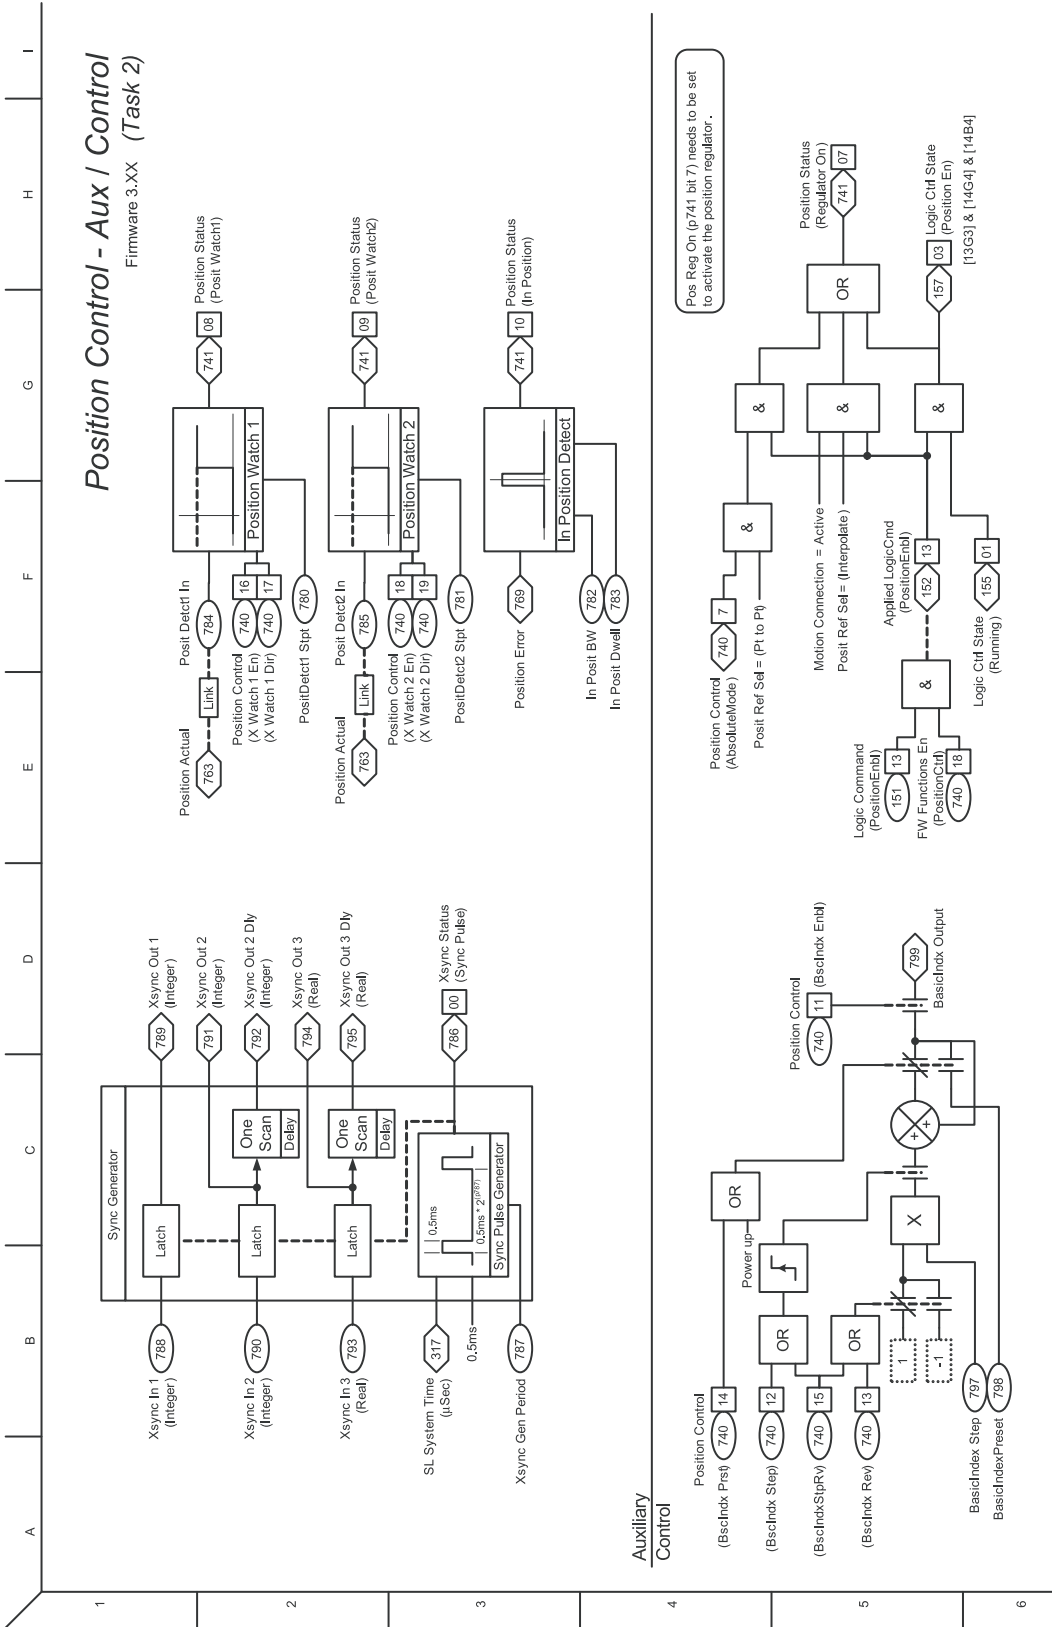 A
B
C
D
E
F
G
H
I
1
2
3
4
5
6
Position Control - Aux / Control
Firmware 3.XX
(Task 2)
Sync Generator
Xsync In 1
(Integer)
788
Latch
789
Xsync Out 1
(Integer)
791
Xsync Out 2
(Integer)
Xsync In 2
(Integer)
790
Latch
One
Scan
Delay
792
Xsync Out 2 Dly
(Integer)
794
Xsync Out 3
(Real)
Xsync In 3
(Real)
793
Latch
One
Scan
Delay
795
Xsync Out 3 Dly
(Real)
SL System Time
(µSec)
317
0.5ms
0.5ms
0.5ms * 2(p787)
Sync Pulse Generator
786
00
Xsync Status
(Sync Pulse)
Xsync Gen Period
787
Position Actual
763
Link
Posit Detct1 In
784
Position Control
(X Watch 1 En)
(X Watch 1 Dir)
740
16
740
17
PositDetct1 Stpt
780
Position Watch 1
741
08
Position Status
(Posit Watch1)
Position Actual
763
Link
Posit Detct2 In
785
Position Control
(X Watch 2 En)
(X Watch 2 Dir)
740
18
740
19
PositDetct2 Stpt
781
Position Watch 2
741
09
Position Status
(Posit Watch2)
Position Error
769
In Posit BW
782
In Posit Dwell
783
In Position Detect
741
10
Position Status
(In Position)
Auxiliary
Control
Position Control
(BscIndx Prst)
740
14
(BscIndx Step)
740
12
(BscIndxStpRv)
740
15
(BscIndx Rev)
740
13
Power up
OR
OR
OR
1
-1
X
+
+
BasicIndex Step
797
BasicIndexPreset
798
Position Control
740
11
(BscIndx Enbl)
799
BasicIndx Output
Pos Reg On (p741 bit 7) needs to be set
to activate the position regulator.
Position Control
(AbsoluteMode)
740
7
Posit Ref Sel = (Pt to Pt)
&
&
Motion Connection = Active
Posit Ref Sel = (Interpolate)
&
OR
Position Status
(Regulator On)
741
07
Logic Command
(PositionEnbl)
151
13
FW Functions En
(PositionCtrl)
740
18
&
Applied LogicCmd
(PositionEnbl)
152
13
Logic Ctrl State
(Running)
155
01
&
157
03
Logic Ctrl State
(Position En)
[13G3] & [14G4] & [14B4]